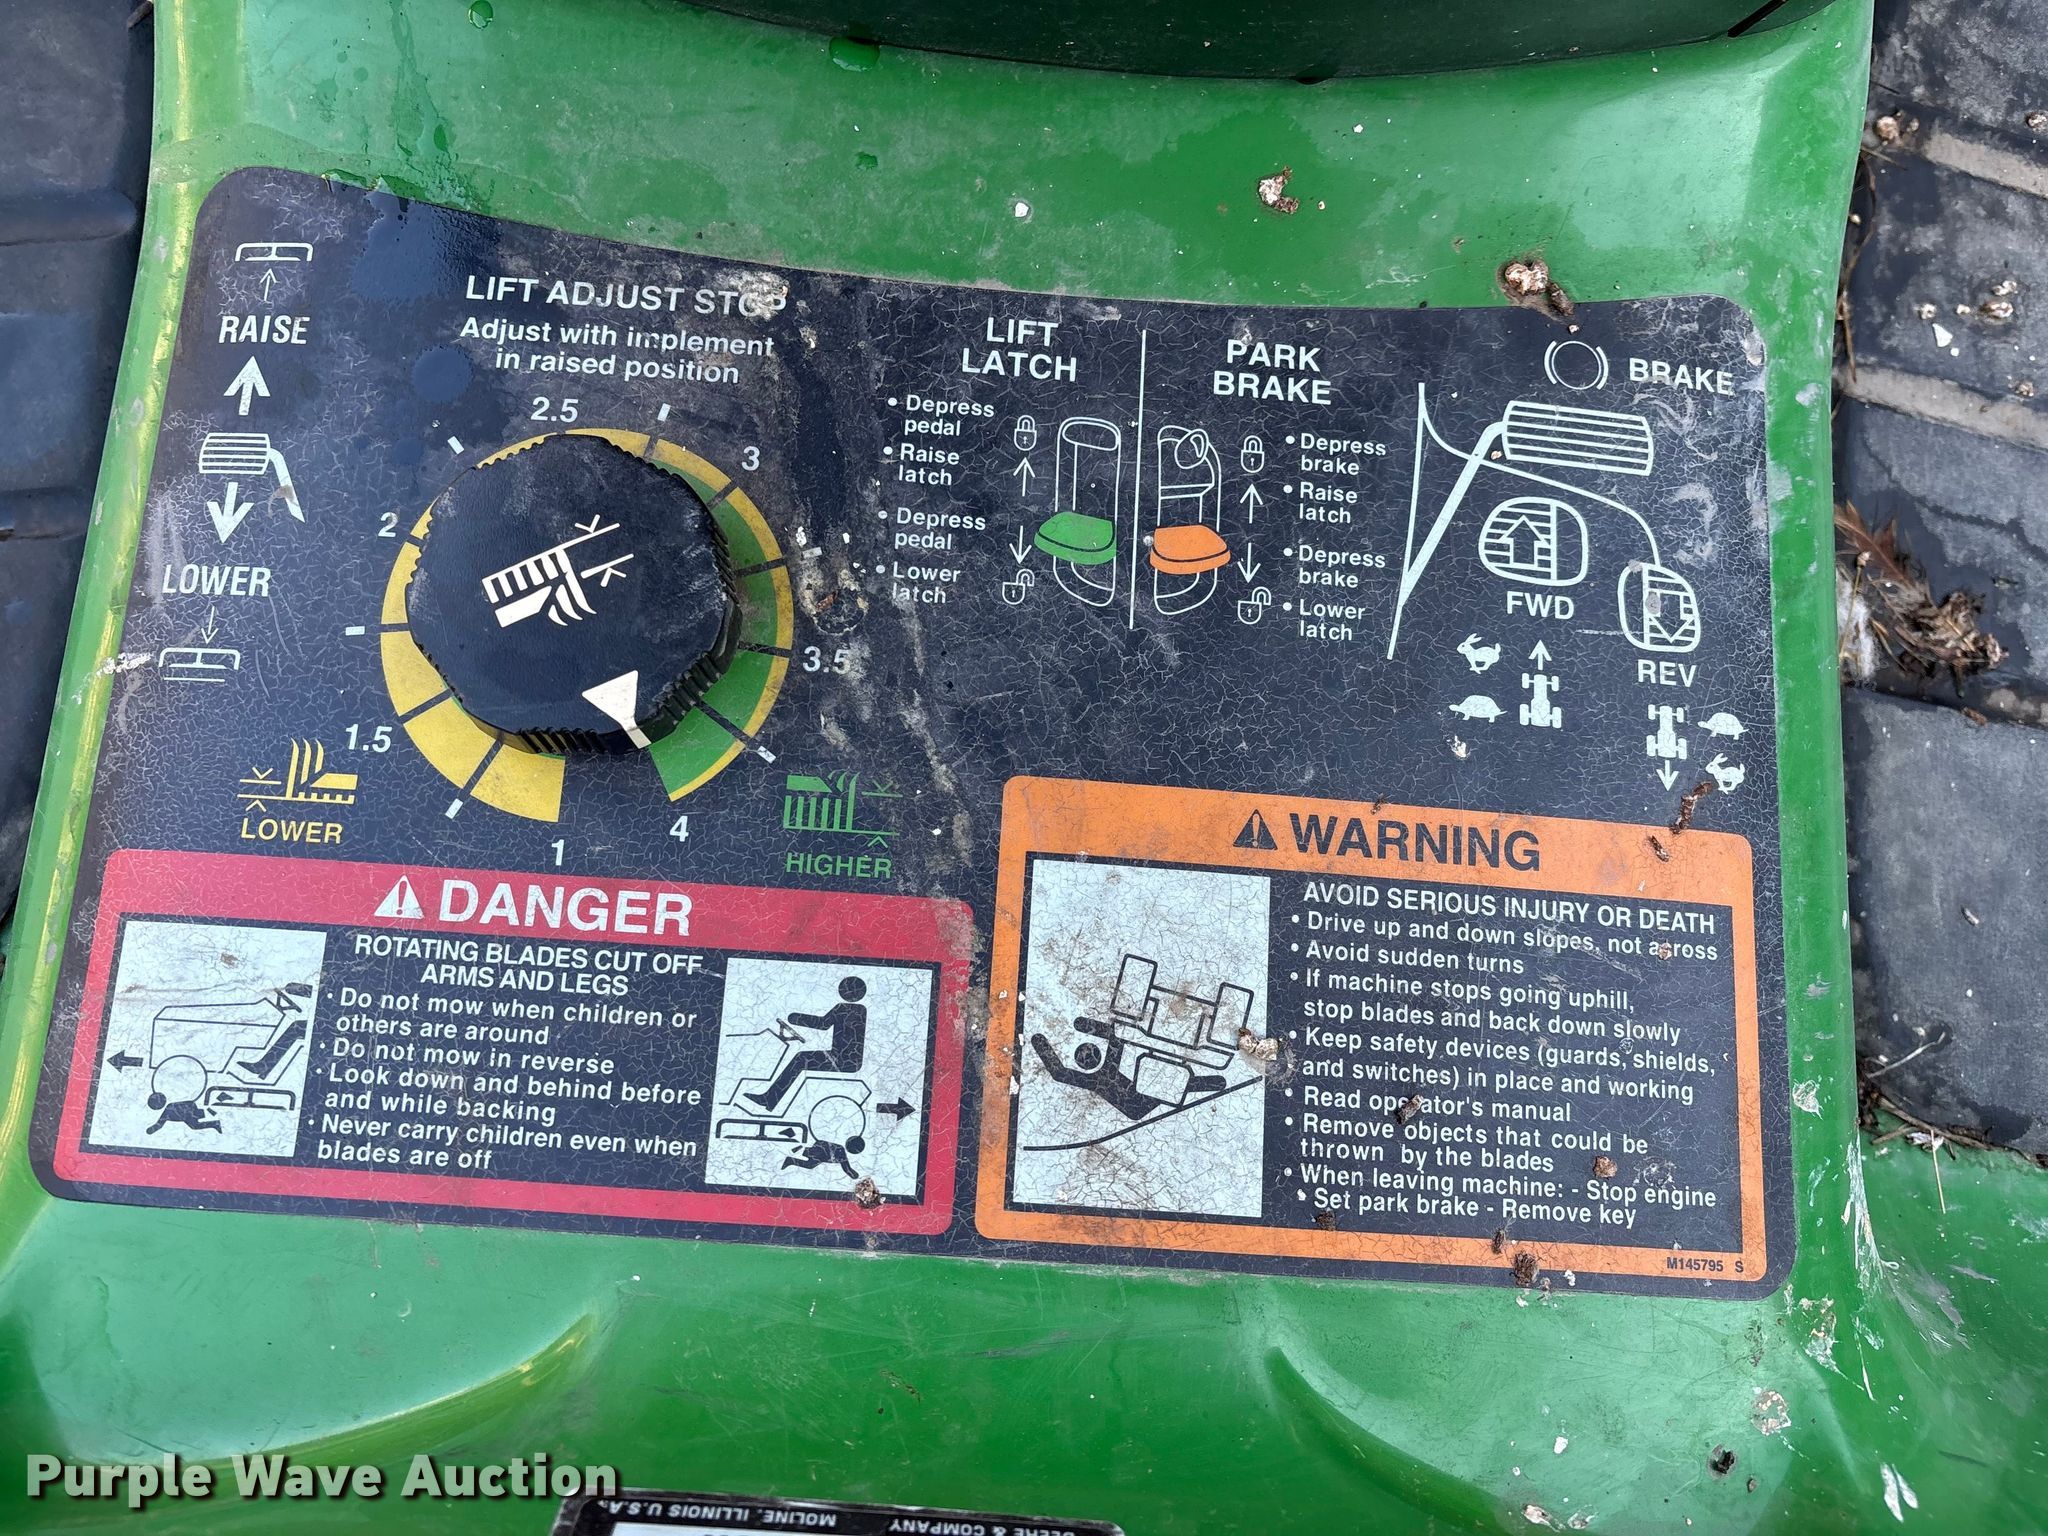 RAISE
LOWER
LIFT ADJUST STOP
Adjust with implement
in raised position
2.5
3
2
3.5
1.5
4
1
LOWER
HIGHER
LIFT
LATCH
• Depress
pedal
• Raise
latch
• Depress
pedal
• Lower
latch
PARK
BRAKE
• Depress
brake
• Raise
latch
• Depress
brake
• Lower
latch
BRAKE
FWD
REV
DANGER
ROTATING BLADES CUT OFF
ARMS AND LEGS
• Do not mow when children or
others are around
• Do not mow in reverse
• Look down and behind before
and while backing
• Never carry children even when
blades are off
WARNING
AVOID SERIOUS INJURY OR DEATH
• Drive up and down slopes, not across
• Avoid sudden turns
• If machine stops going uphill,
stop blades and back down slowly
• Keep safety devices (guards, shields,
and switches) in place and working
• Read operator's manual
• Remove objects that could be
thrown by the blades
• When leaving machine: - Stop engine
• Set park brake - Remove key
M145795 S
Purple Wave Auction
DEERE & COMPANY MOLINE, ILLINOIS U.S.A.